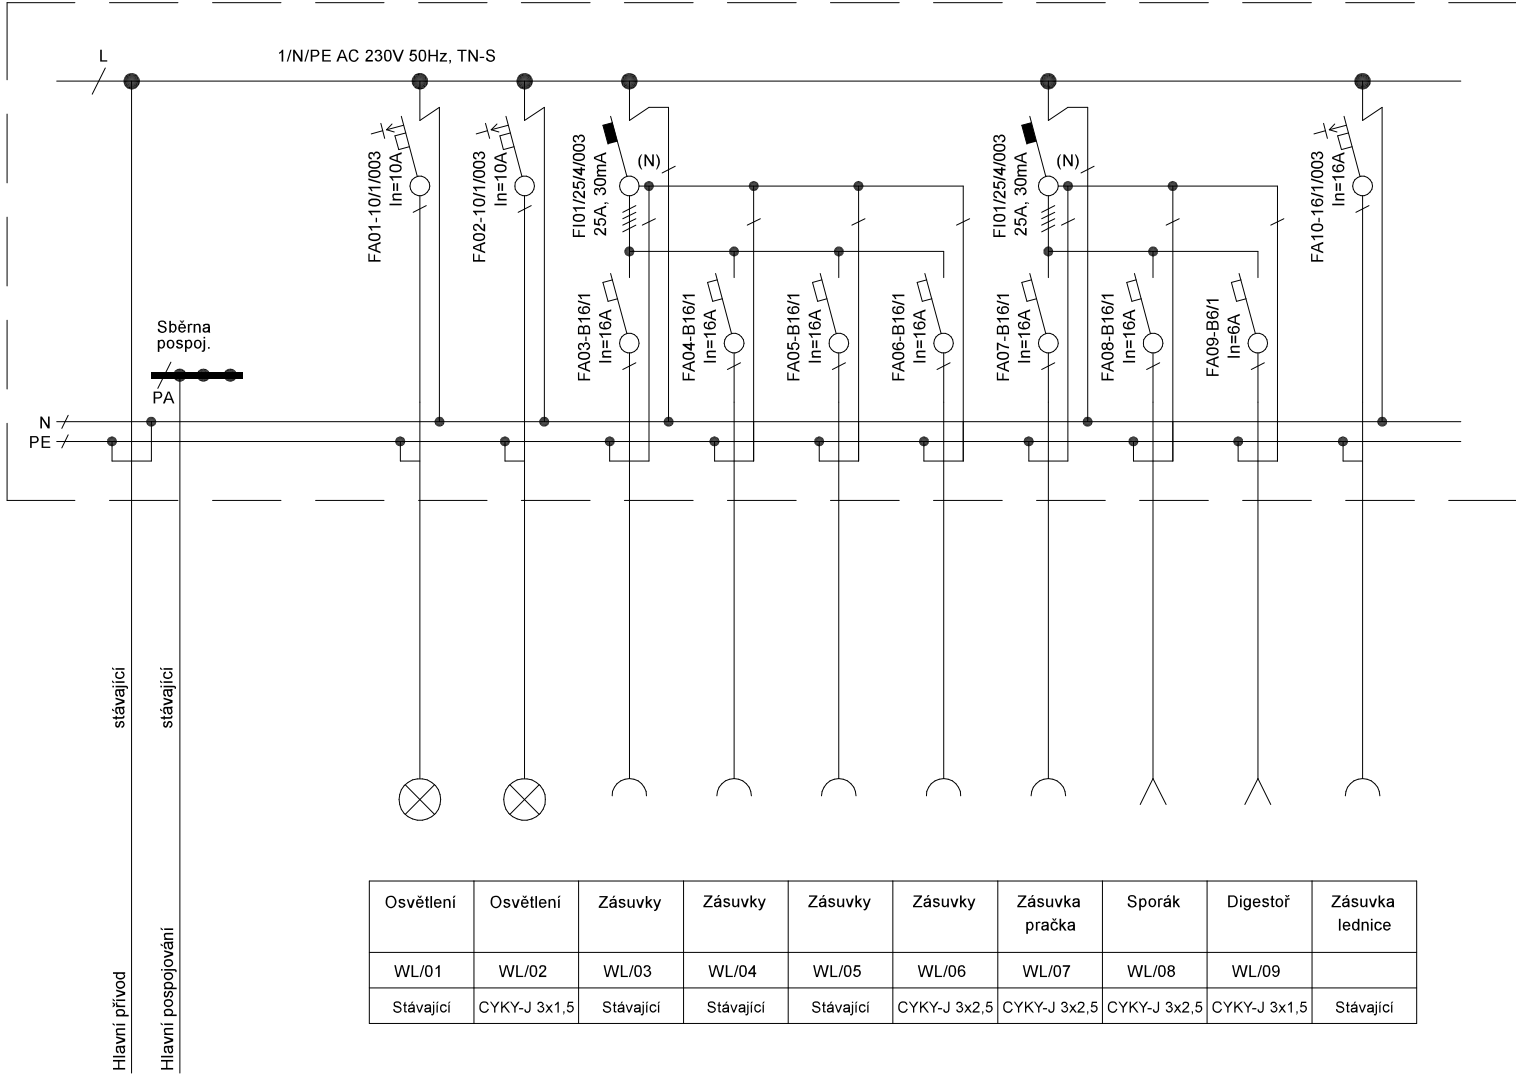 L
1/N/PE AC 230V 50Hz, TN-S
FA01-10/1/003
In=10A
FA02-10/1/003
In=10A
FI01/25/4/003
25A, 30mA
(N)
FI01/25/4/003
25A, 30mA
(N)
FA10-16/1/003
In=16A
FA03-B16/1
In=16A
FA04-B16/1
In=16A
FA05-B16/1
In=16A
FA06-B16/1
In=16A
FA07-B16/1
In=16A
FA08-B16/1
In=16A
FA09-B6/1
In=6A
Sběrna
pospoj.
PA
N
PE
stávající
stávající
Hlavní přívod
Hlavní pospojování
Osvětlení
Osvětlení
Zásuvky
Zásuvky
Zásuvky
Zásuvky
Zásuvka
pračka
Sporák
Digestoř
Zásuvka
lednice
WL/01
WL/02
WL/03
WL/04
WL/05
WL/06
WL/07
WL/08
WL/09
Stávající
CYKY-J 3x1,5
Stávající
Stávající
Stávající
CYKY-J 3x2,5
CYKY-J 3x2,5
CYKY-J 3x2,5
CYKY-J 3x1,5
Stávající